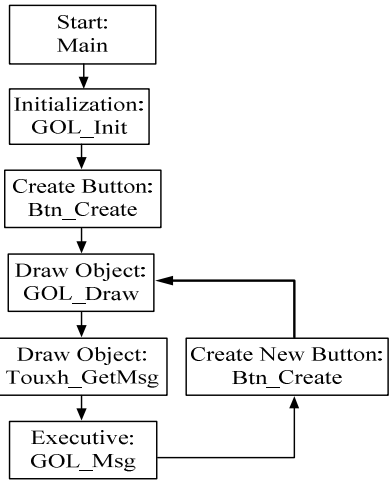 Start:
Main
Initialization:
GOL_Init
Create Button:
Btn_Create
Draw Object:
GOL_Draw
Draw Object:
Touxh_GetMsg
Create New Button:
Btn_Create
Executive:
GOL_Msg